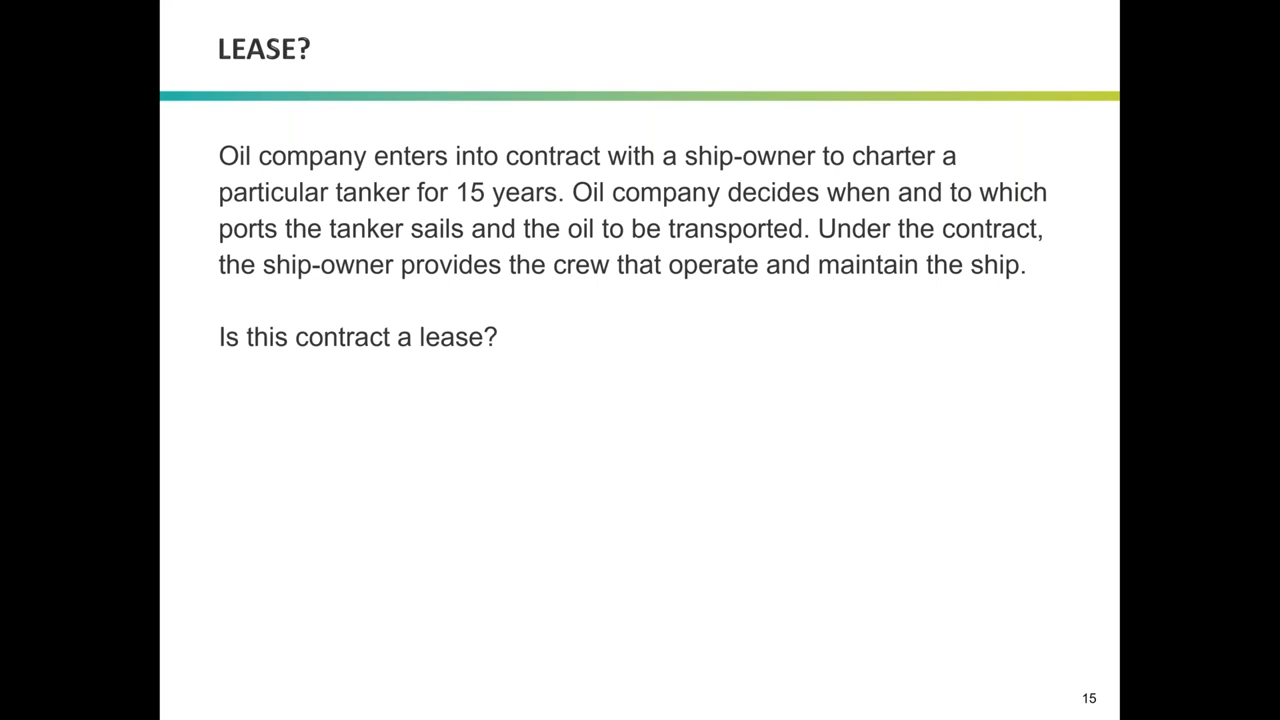 LEASE?
Oil company enters into contract with a ship-owner to charter a
particular tanker for 15 years. Oil company decides when and to which
ports the tanker sails and the oil to be transported. Under the contract,
the ship-owner provides the crew that operate and maintain the ship.
Is this contract a lease?
15